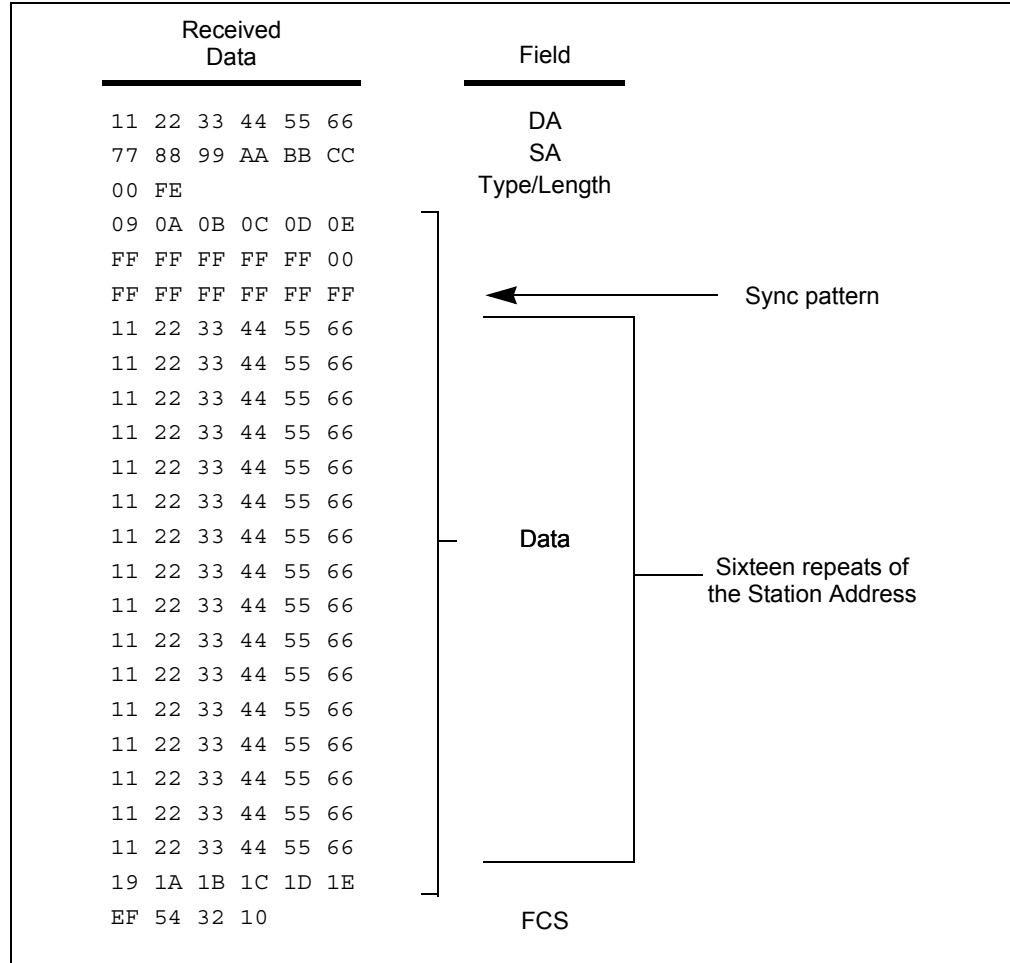 Received
Data
Field
11 22 33 44 55 66
DA
77 88 99 AA BB CC
SA
00 FE
Type/Length
09 0A 0B 0C 0D 0E
FF FF FF FF FF 00
FF FF FF FF FF FF
Sync pattern
11 22 33 44 55 66
11 22 33 44 55 66
11 22 33 44 55 66
11 22 33 44 55 66
11 22 33 44 55 66
11 22 33 44 55 66
11 22 33 44 55 66
Data
11 22 33 44 55 66
Sixteen repeats of
the Station Address
11 22 33 44 55 66
11 22 33 44 55 66
11 22 33 44 55 66
11 22 33 44 55 66
11 22 33 44 55 66
11 22 33 44 55 66
11 22 33 44 55 66
11 22 33 44 55 66
19 1A 1B 1C 1D 1E
EF 54 32 10
FCS